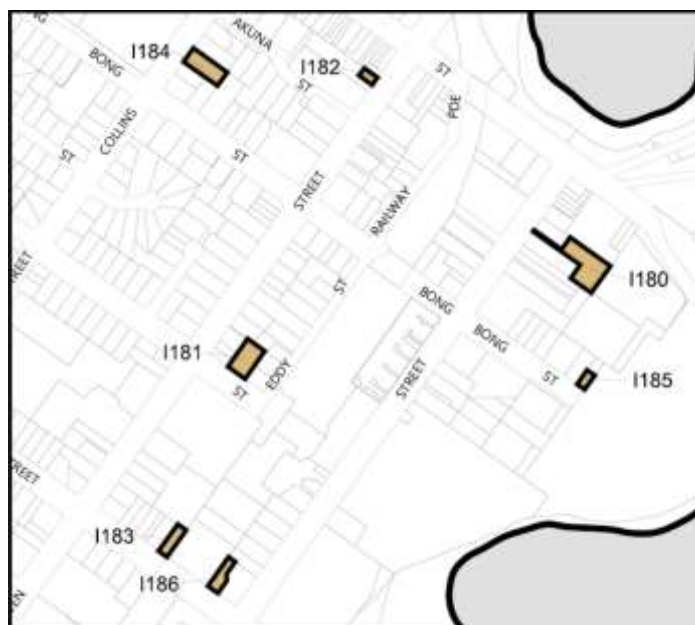 BONG
AKUNA
ST
I184
I182
ST
PDE
COLLINS
ST
ST
STREET
RAILWAY
I180
ST
BONG
BONG
ST
I181
ST
EDDY
STREET
I185
I183
I186